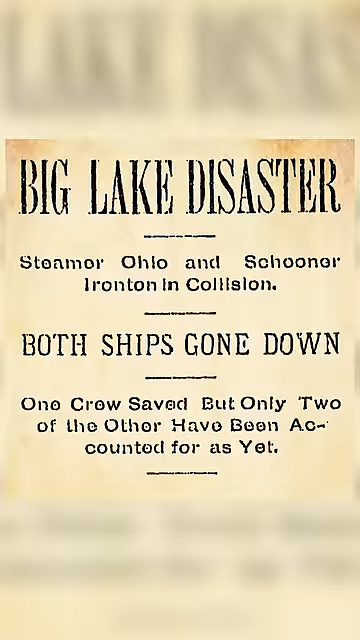 BIG LAKE DISASTER
Steamer Ohio and Schooner
Ironton in Collision.
BOTH SHIPS GONE DOWN
One Crew Saved But Only Two
of the Other Have Been Ac-
counted for as Yet.